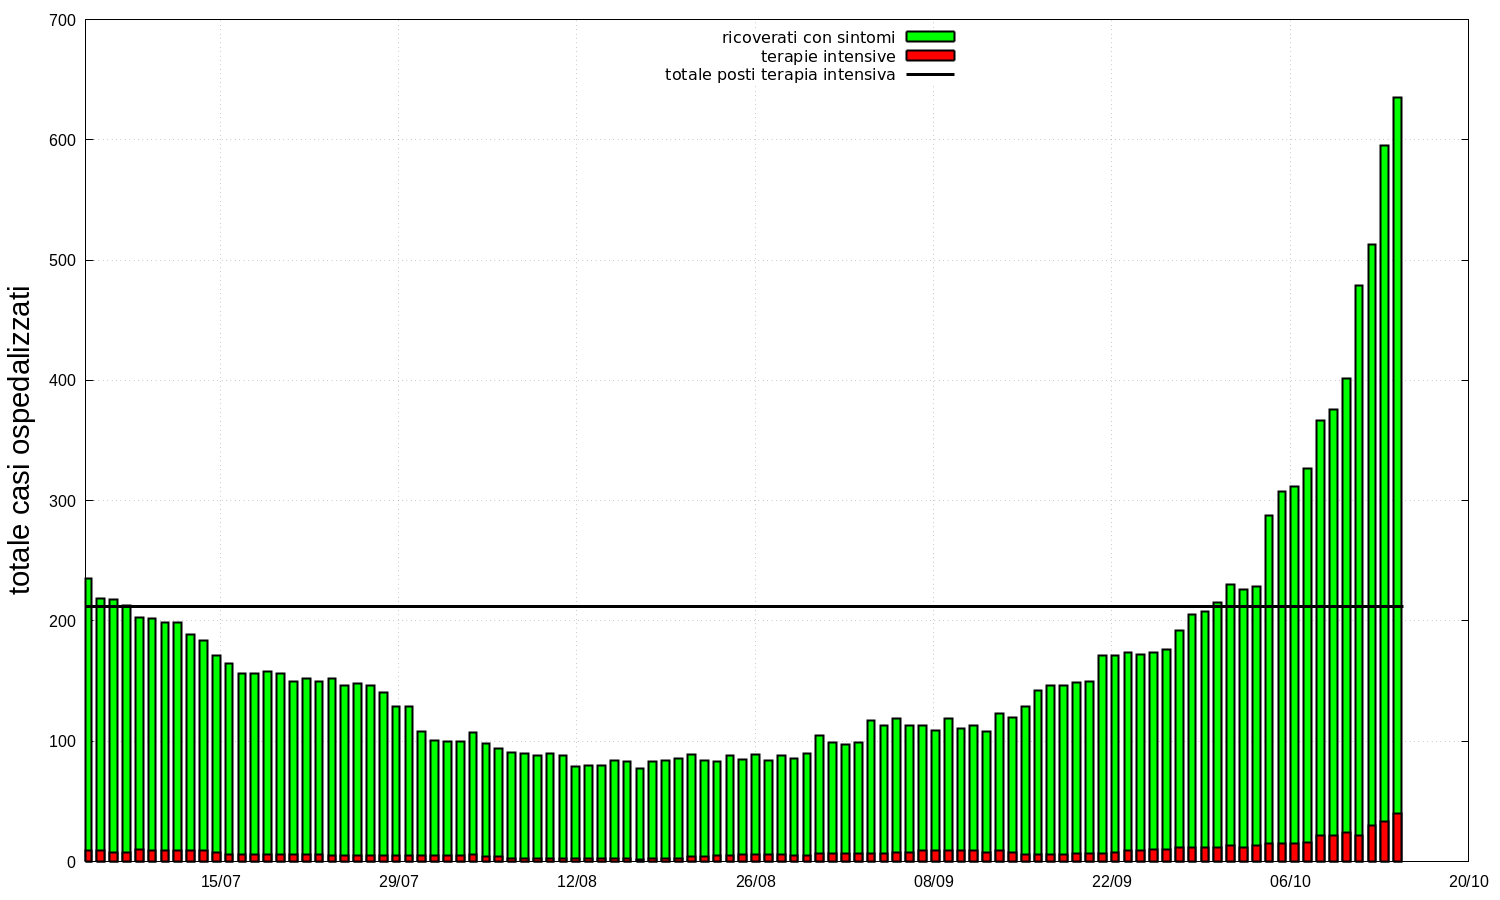 700
600
500
400
300
200
100
0
totale casi ospedalizzati
ricoverati con sintomi
terapie intensive
totale posti terapia intensiva
15/07 29/07 12/08 26/08 08/09 22/09 06/10 20/10